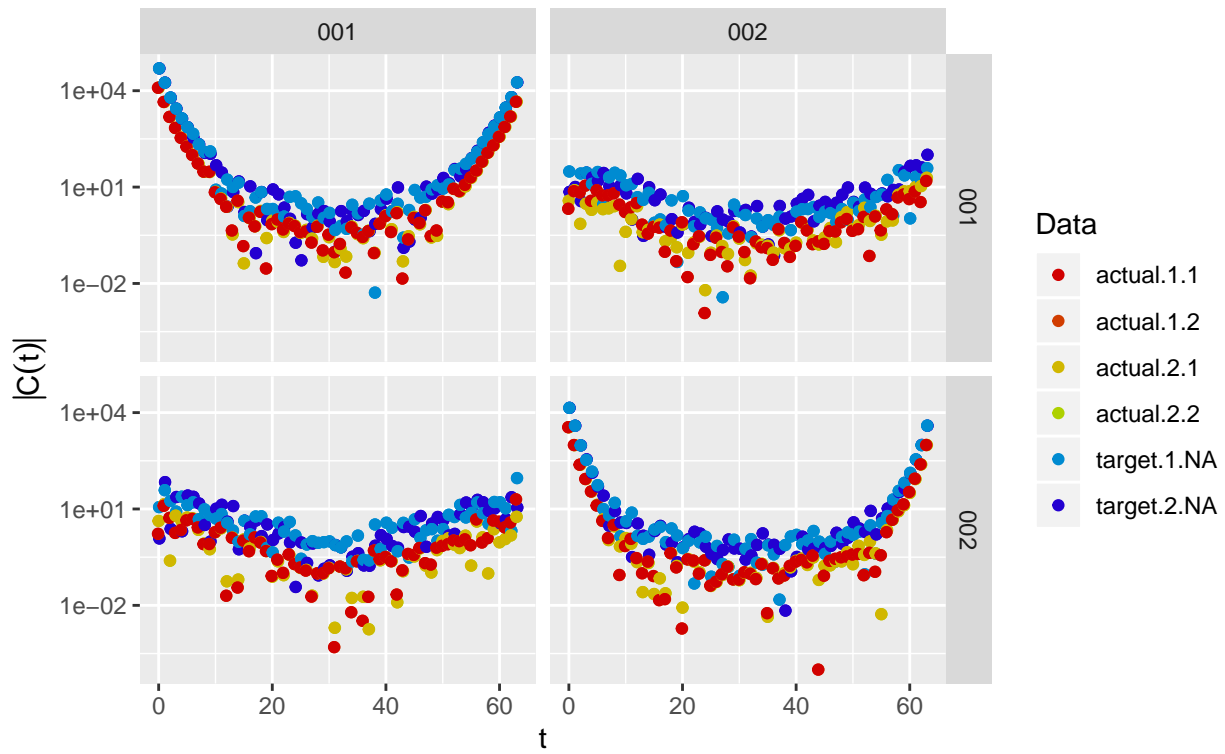 001
002
1e+04
1e+01
1e−02
001
1e+04
1e+01
1e−02
002
|C(t)|
0
20
40
60
0
20
40
60
t
Data
actual.1.1
actual.1.2
actual.2.1
actual.2.2
target.1.NA
target.2.NA